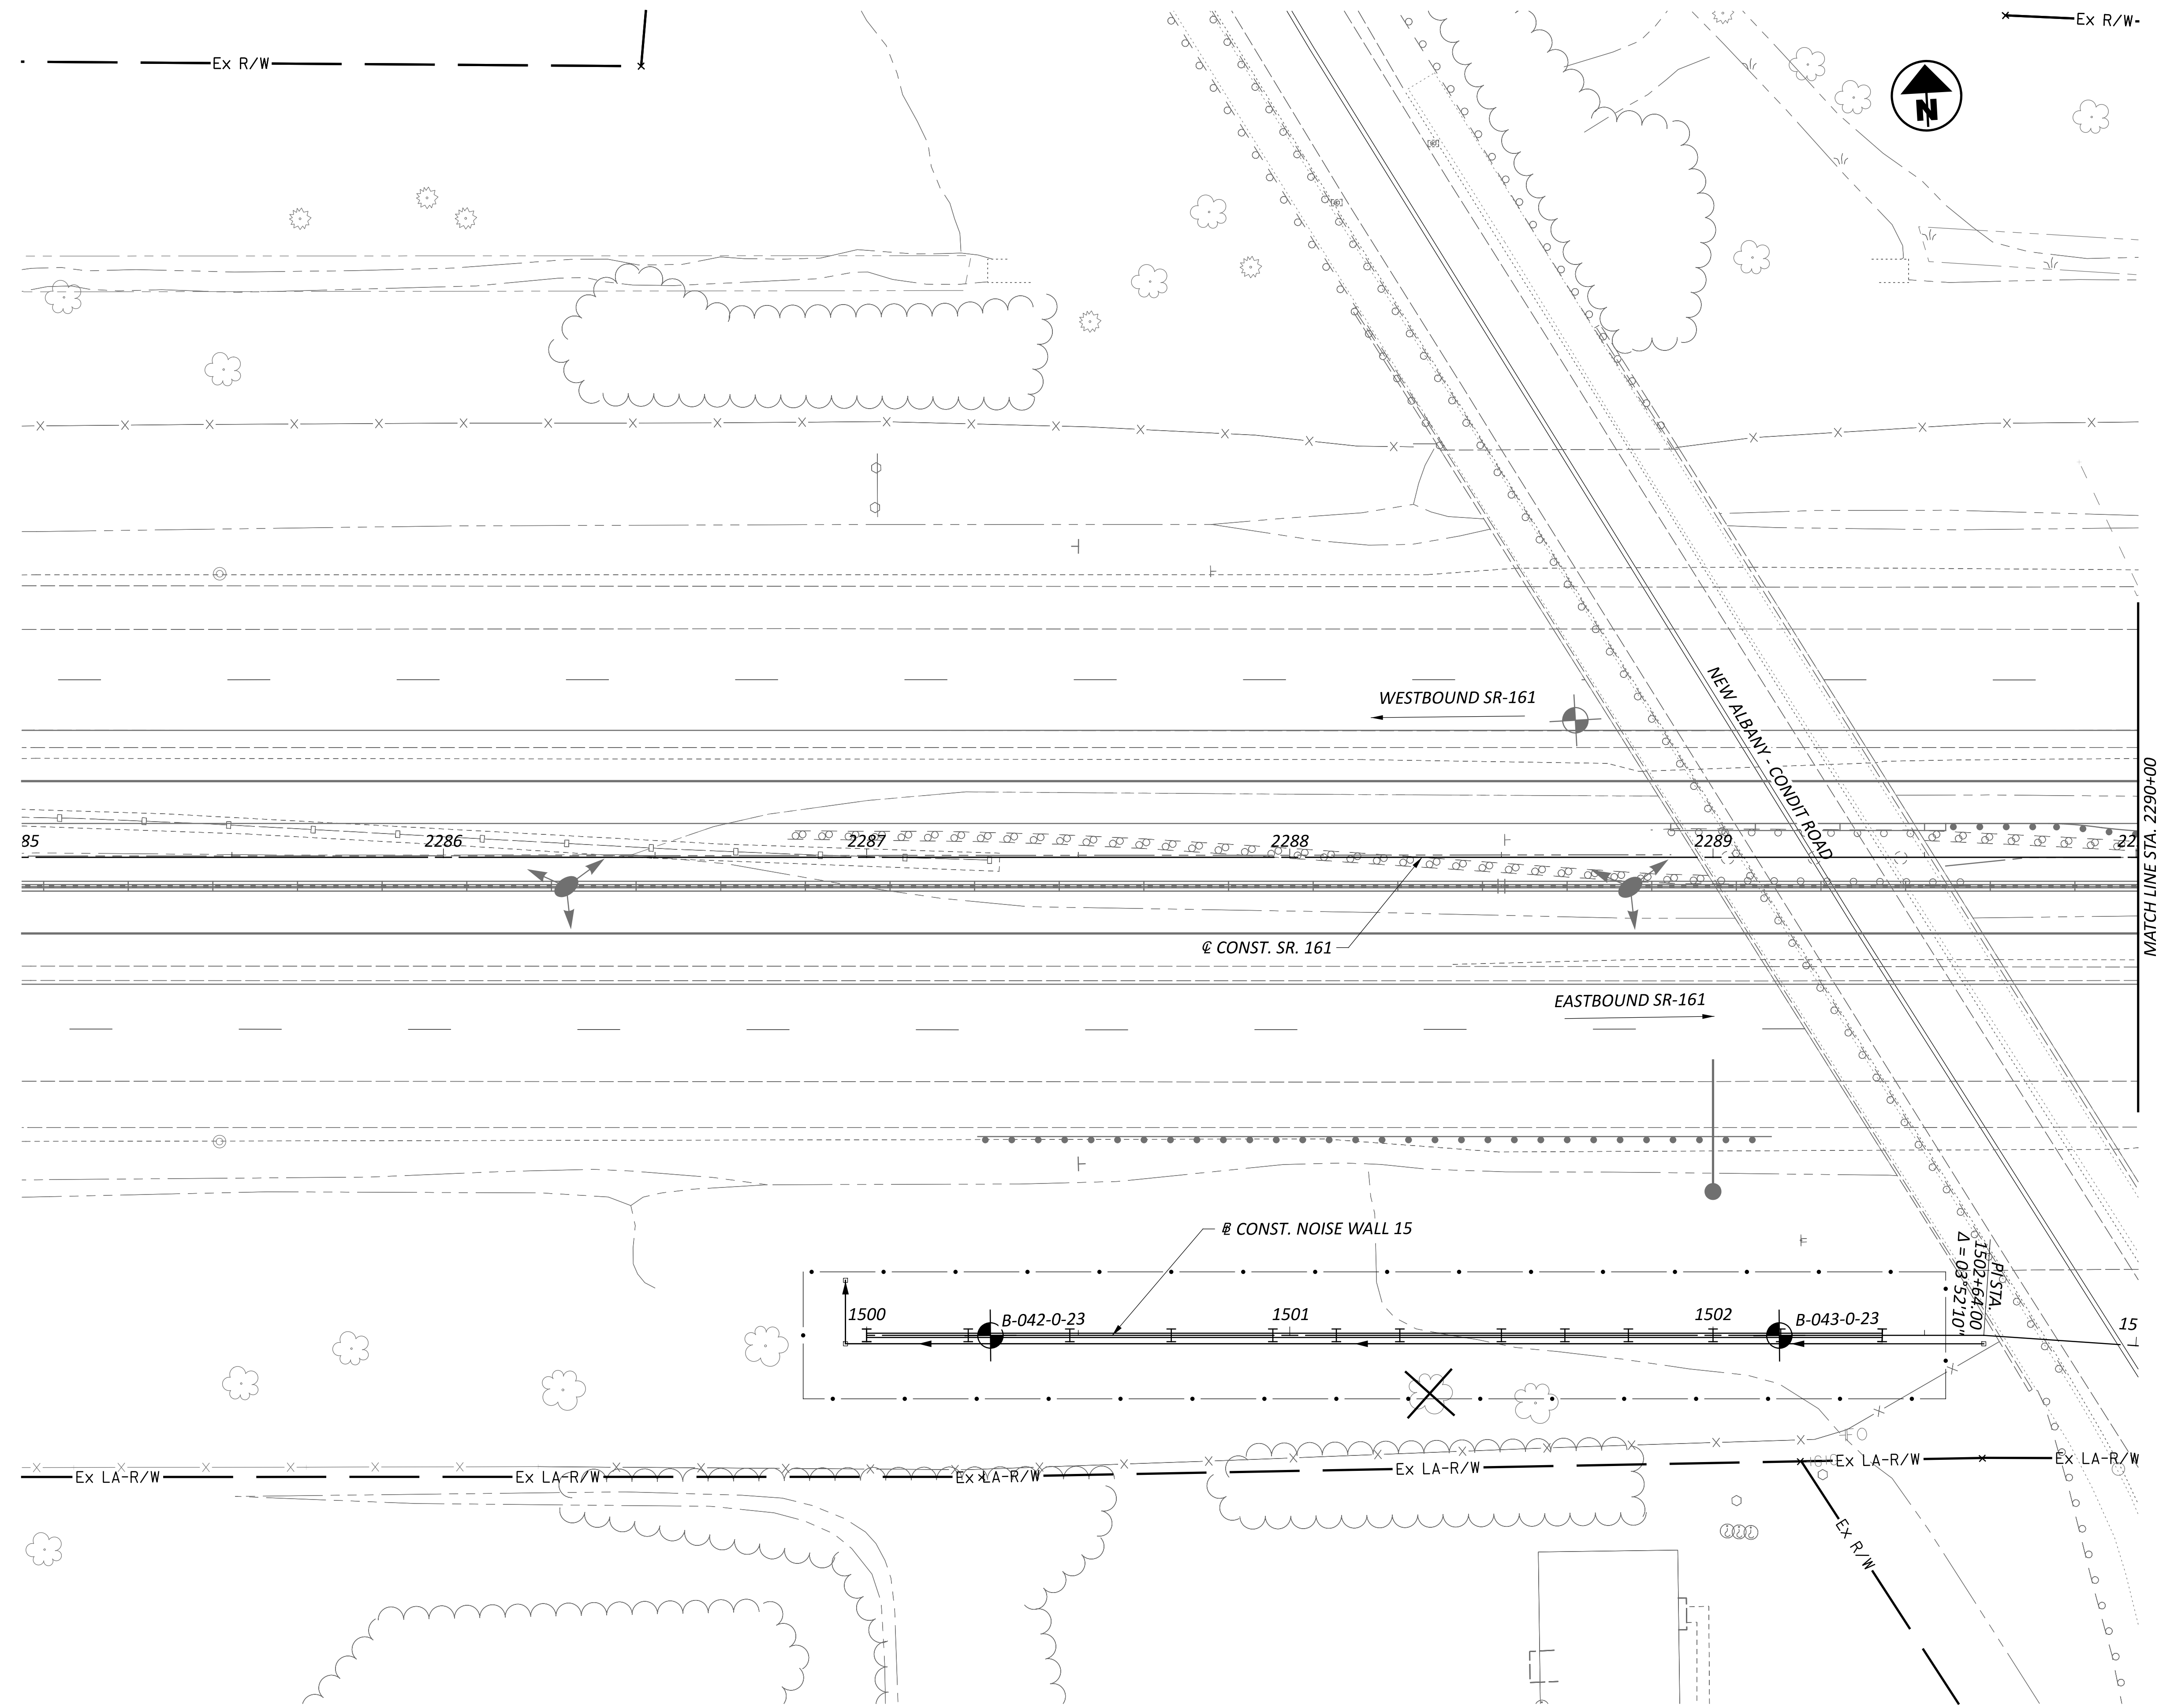 Ex R/W
Ex R/W
N
WESTBOUND SR-161
NEW ALBANY - CONDIT ROAD
MATCH LINE STA. 2290+00
85
2286
2287
2288
2289
22
℄ CONST. SR. 161
EASTBOUND SR-161
CONST. NOISE WALL 15
PI STA.
1502+64.00
Δ = 03°52'10"
1500
B-042-0-23
1501
1502
B-043-0-23
15
Ex LA-R/W
Ex LA-R/W
Ex LA-R/W
Ex LA-R/W
Ex LA-R/W
Ex LA-R/W
Ex R/W